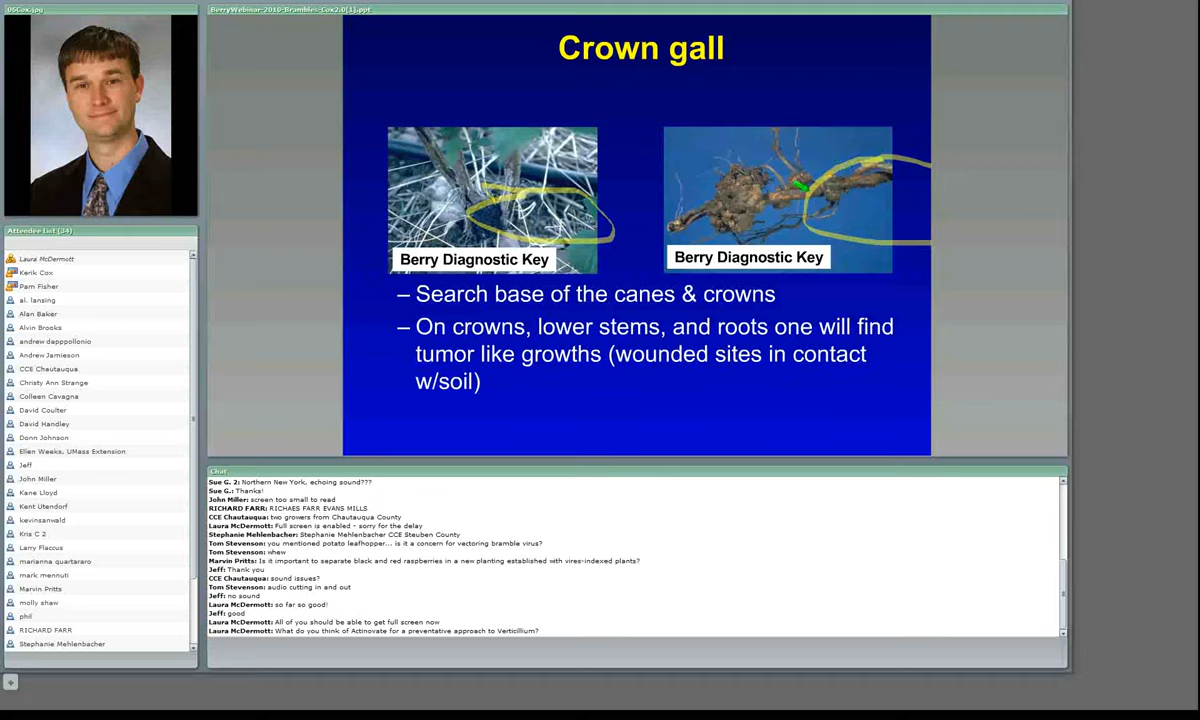 06Cox.jpg
BerryWebinar-2010-Brambles-Cox2.0[1].ppt
Crown gall
Berry Diagnostic Key
Berry Diagnostic Key
– Search base of the canes & crowns
– On crowns, lower stems, and roots one will find
tumor like growths (wounded sites in contact
w/soil)
Attendee List (34)
Laura McDermott
Kerik Cox
Pam Fisher
al. lansing
Alan Baker
Alvin Brooks
andrew dapppollonio
Andrew Jamieson
CCE Chautauqua
Christy Ann Strange
Colleen Cavagna
David Coulter
David Handley
Donn Johnson
Ellen Weeks, UMass Extension
Jeff
John Miller
Kane Lloyd
Kent Utendorf
kevinsanwald
Kris C 2
Larry Flaccus
marianna quartararo
mark mennuti
Marvin Pritts
molly shaw
phil
RICHARD FARR
Stephanie Mehlenbacher
Chat
Sue G. 2: Northern New York, echoing sound???
Sue G.: Thanks!
John Miller: screen too small to read
RICHARD FARR: RICHAES FARR EVANS MILLS
CCE Chautauqua: two growers from Chautauqua County
Laura McDermott: Full screen is enabled - sorry for the delay
Stephanie Mehlenbacher: Stephanie Mehlenbacher CCE Steuben County
Tom Stevenson: you mentioned potato leafhopper... is it a concern for vectoring bramble virus?
Tom Stevenson: whew
Marvin Pritts: Is it important to separate black and red raspberries in a new planting established with vires-indexed plants?
Jeff: Thank you
CCE Chautauqua: sound issues?
Tom Stevenson: audio cutting in and out
Jeff: no sound
Laura McDermott: so far so good!
Jeff: good
Laura McDermott: All of you should be able to get full screen now
Laura McDermott: What do you think of Actinovate for a preventative approach to Verticillium?